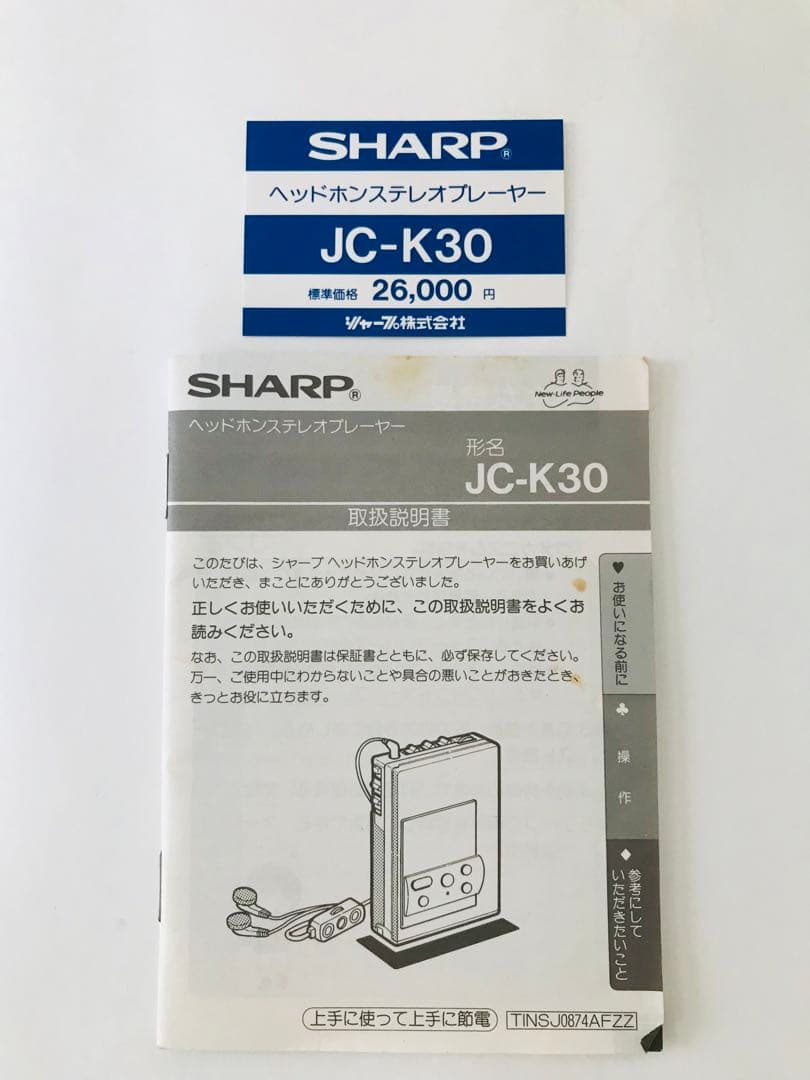 SHARP®
ヘッドホンステレオプレーヤー
JC-K30
標準価格 26,000 円
シャープ株式会社
SHARP®
New-Life People
ヘッドホンステレオプレーヤー
形名
JC-K30
取扱説明書
このたびは、シャープ ヘッドホンステレオプレーヤーをお買いあげ
いただき、まことにありがとうございました。
正しくお使いいただくために、この取扱説明書をよくお
読みください。
なお、この取扱説明書は保証書とともに、必ず保存してください。
万一、ご使用中にわからないことや具合の悪いことがおきたとき、
きっとお役に立ちます。
♥お使いになる前に
♣操作
♦参考にして
いただきたいこと
上手に使って上手に節電
TINSJ0874AFZZ